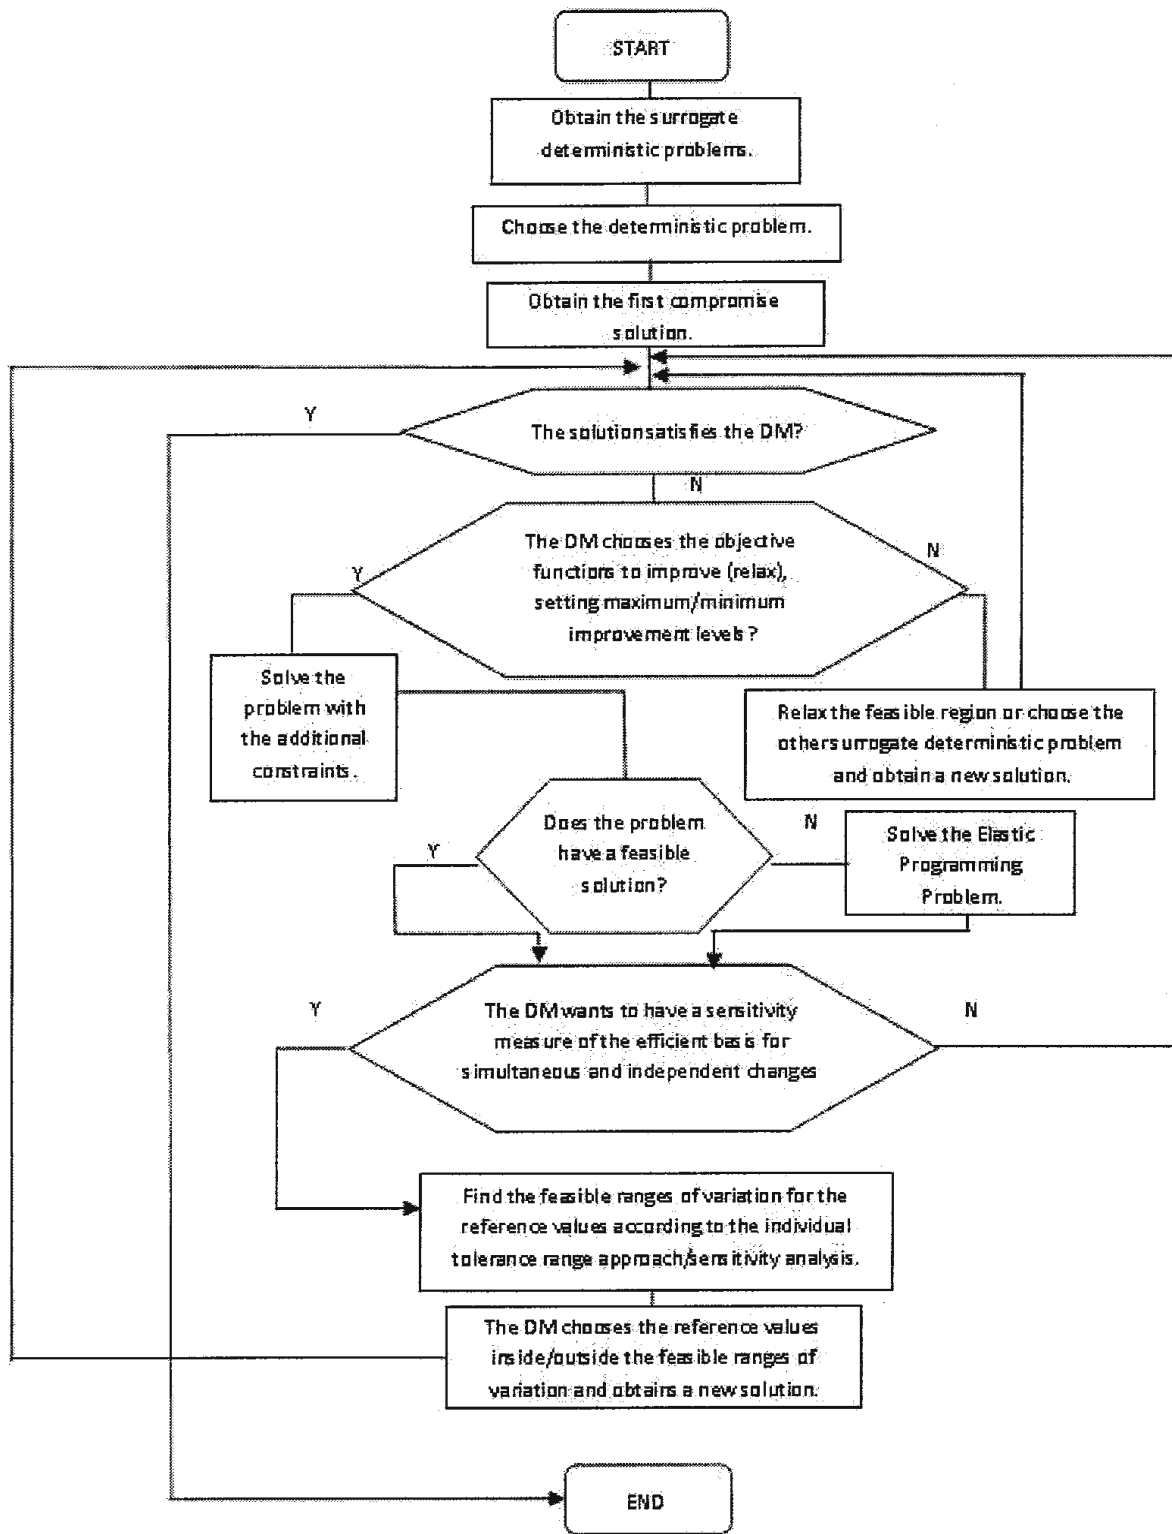 START
Obtain the surrogate
deterministic problems.
Choose the deterministic problem.
Obtain the first compromise
solution.
Y
The solution satisfies the DM?
N
The DM chooses the objective
functions to improve (relax),
setting maximum/minimum
improvement levels?
Y
N
Solve the
problem with
the additional
constraints.
Relax the feasible region or choose the
other surrogate deterministic problem
and obtain a new solution.
Does the problem
have a feasible
solution?
Y
N
Solve the Elastic
Programming
Problem.
Y
The DM wants to have a sensitivity
measure of the efficient basis for
simultaneous and independent changes
N
Find the feasible ranges of variation for the
reference values according to the individual
tolerance range approach/sensitivity analysis.
The DM chooses the reference values
inside/outside the feasible ranges of
variation and obtains a new solution.
END